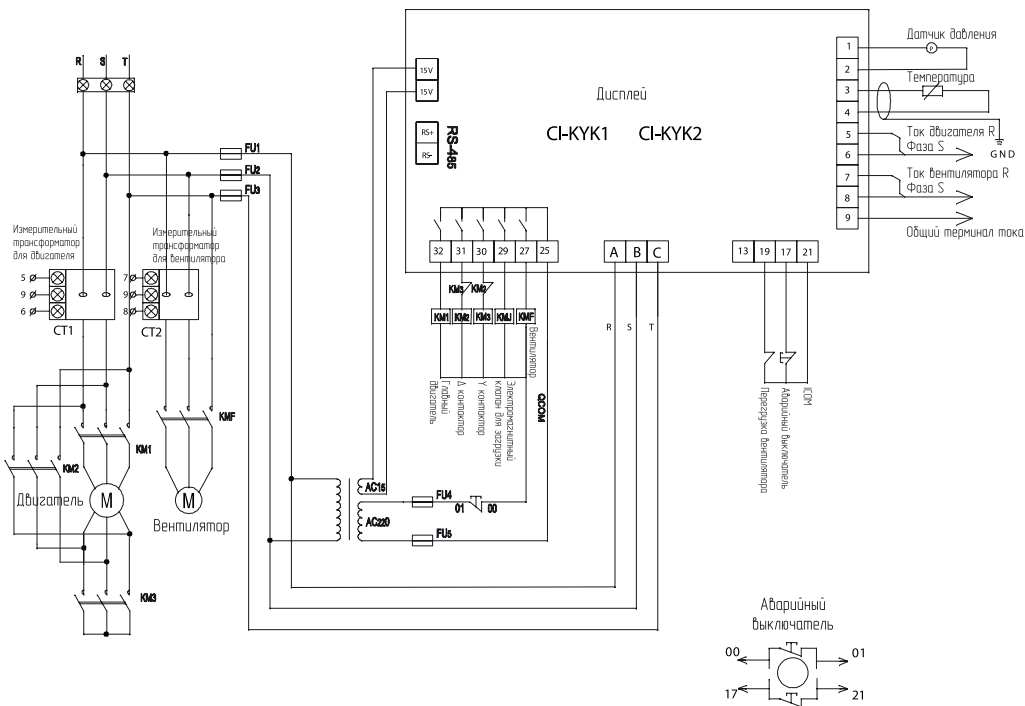 R S T
FU1
FU2
FU3
Измерительный
трансформатор
для двигателя
Измерительный
трансформатор
для вентилятора
5
9
6
7
9
8
CT1
CT2
KMF
KM1
KM2
Двигатель
M
M
Вентилятор
KM3
15V
15V
RS+
RS-
RS-485
Дисплей
CI-KYK1 CI-KYK2
1
2
3
4
5
6
7
8
9
Датчик давления
P
Температура
GND
Ток двигателя R
Фаза S
Ток вентилятора R
Фаза S
Общий терминал тока
32 31 30 29 27 25
A B C
13 19 17 21
KM3 KM2
KM1 KM2 KM3 KMJ KMF
Главный
двигатель
Δ контактор
Y контактор
Электромагнитный
клапан для загрузки
Вентилятор
QCOM
R S T
Перегрузка вентилятора
Аварийный выключатель
IICOM
AC15
AC220
FU4
01 00
FU5
Аварийный
выключатель
00 01
17 21